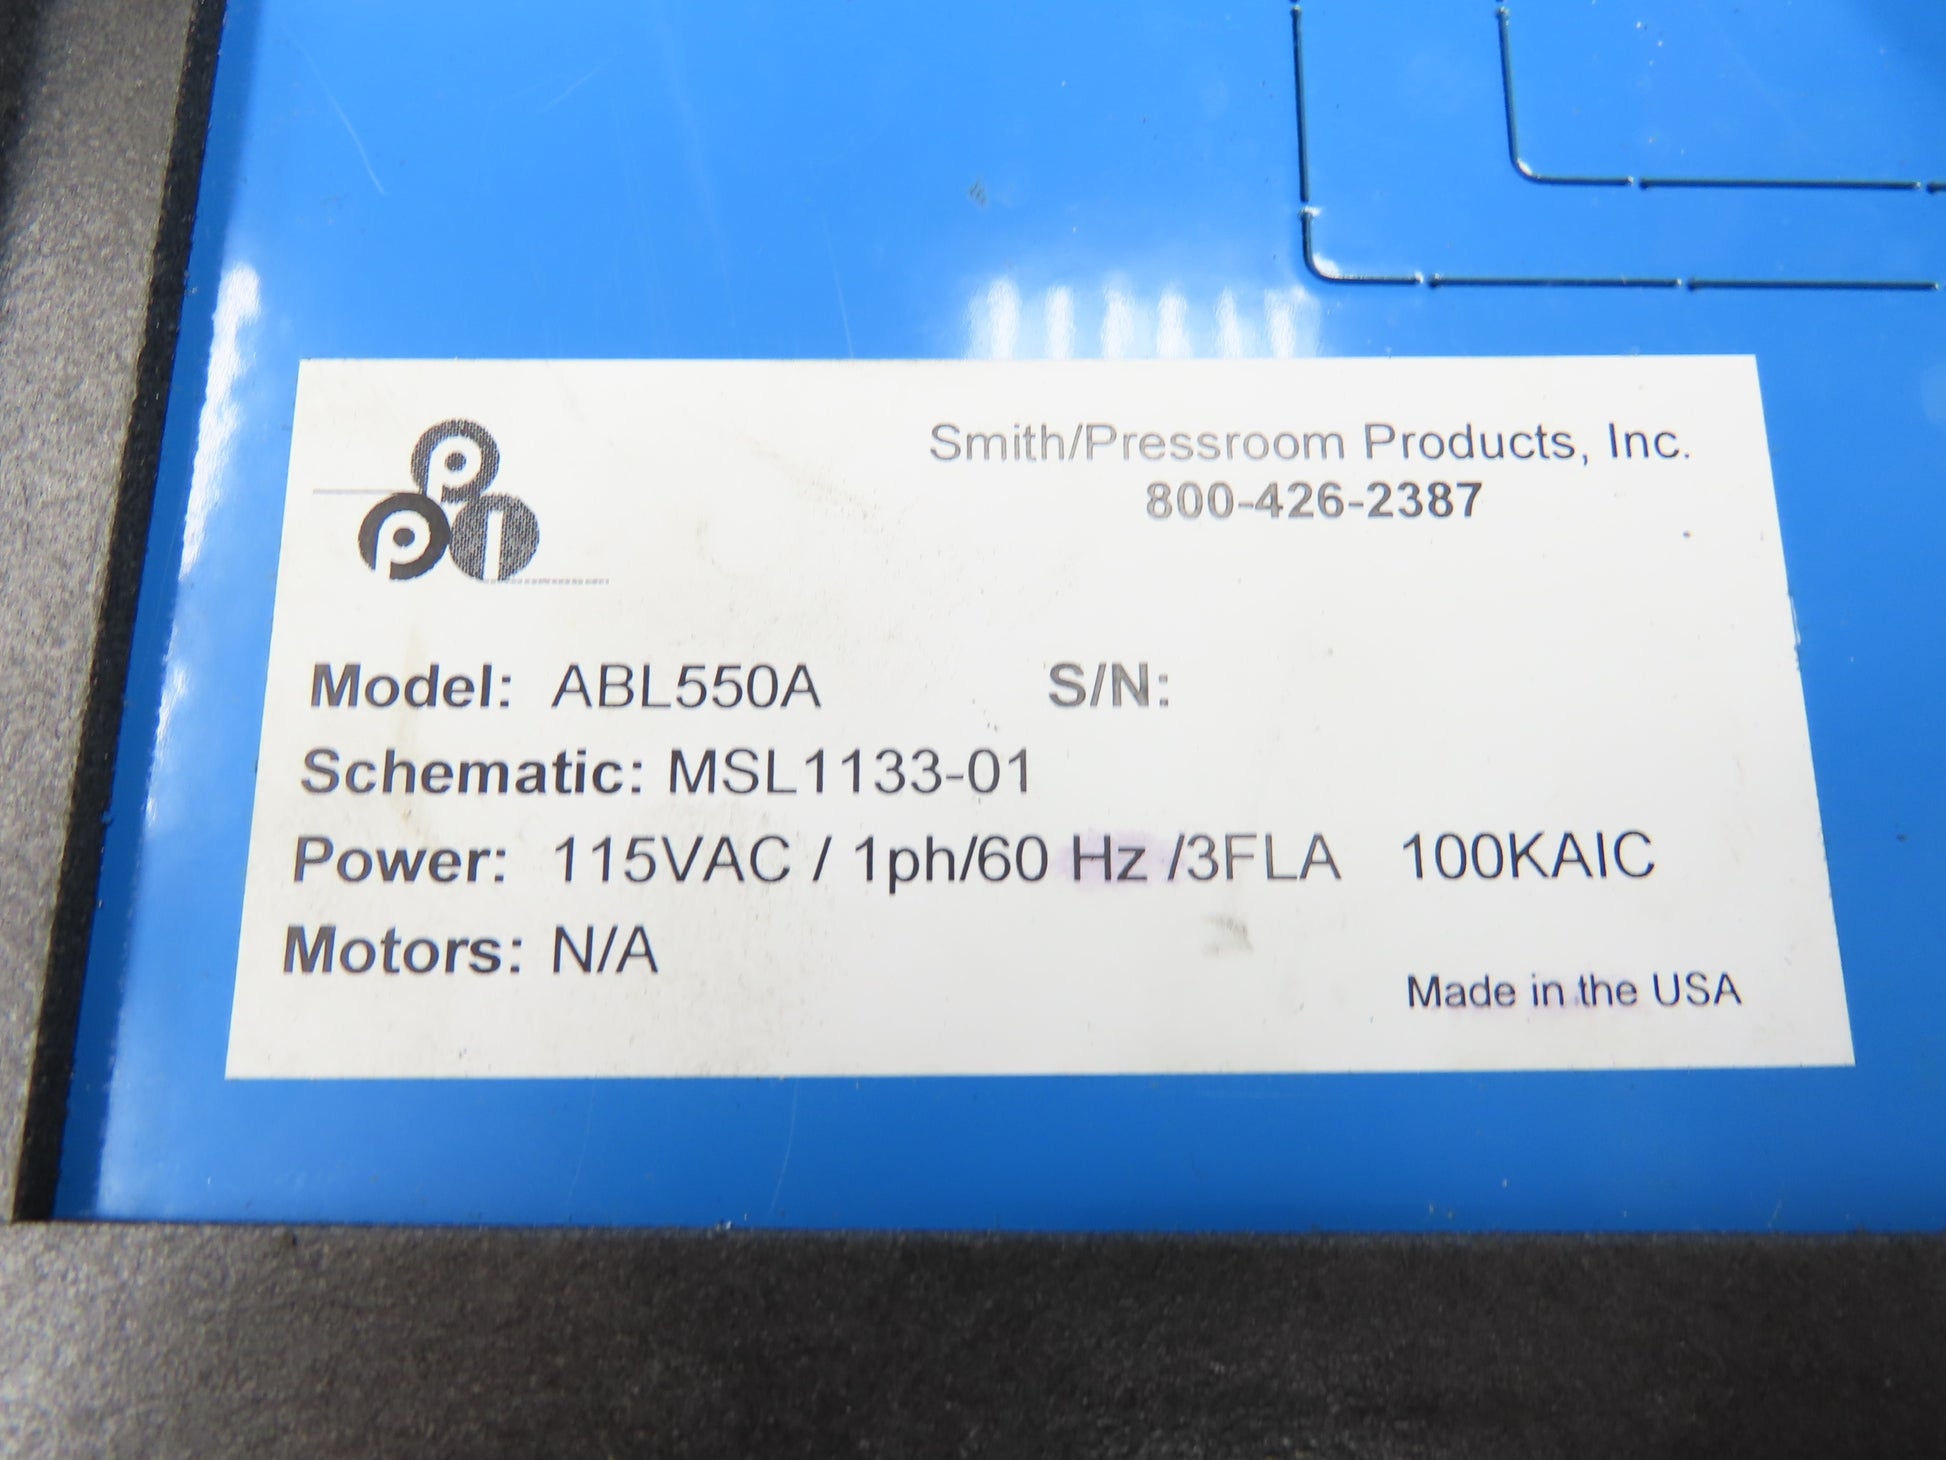 PPI
Smith/Pressroom Products, Inc.
800-426-2387
Model: ABL550A S/N:
Schematic: MSL1133-01
Power: 115VAC / 1ph/60 Hz /3FLA 100KAIC
Motors: N/A
Made in the USA